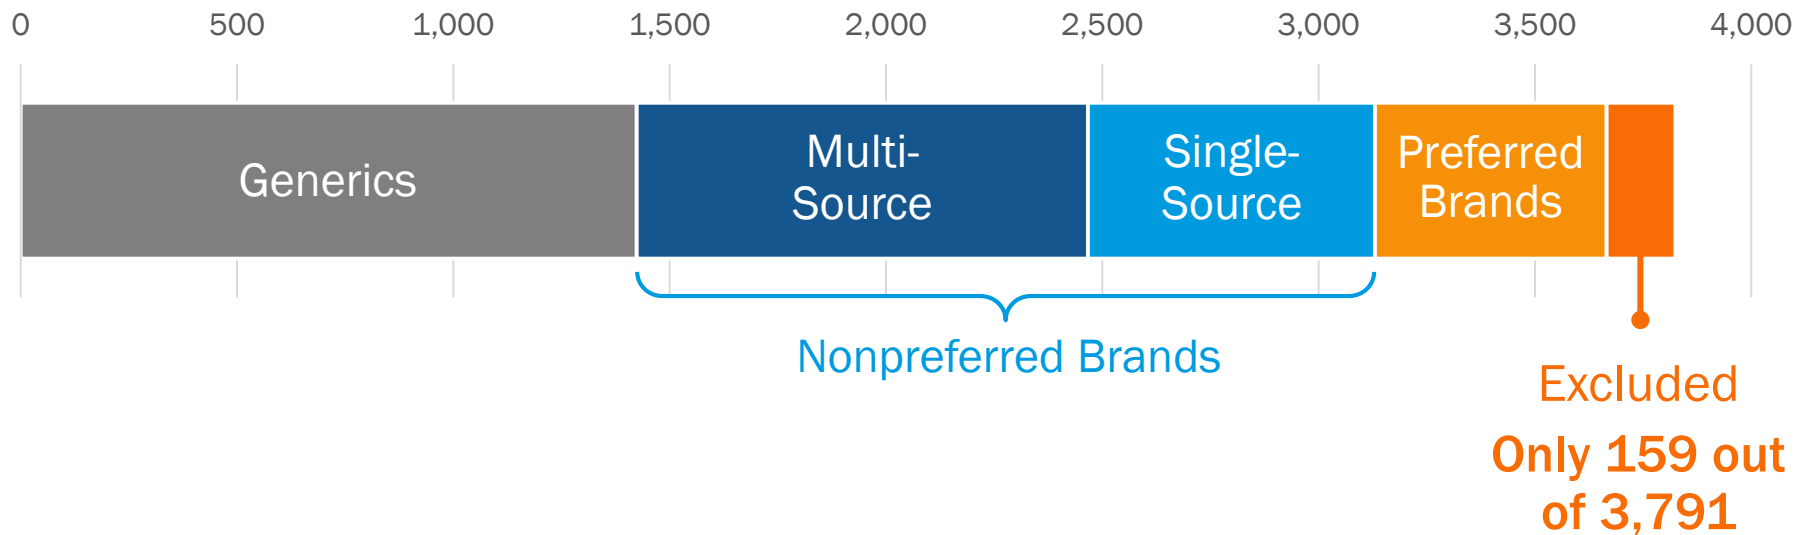 0 500 1,000 1,500 2,000 2,500 3,000 3,500 4,000
Generics
Multi-
Source
Single-
Source
Preferred
Brands
Nonpreferred Brands
Excluded
Only 159 out
of 3,791